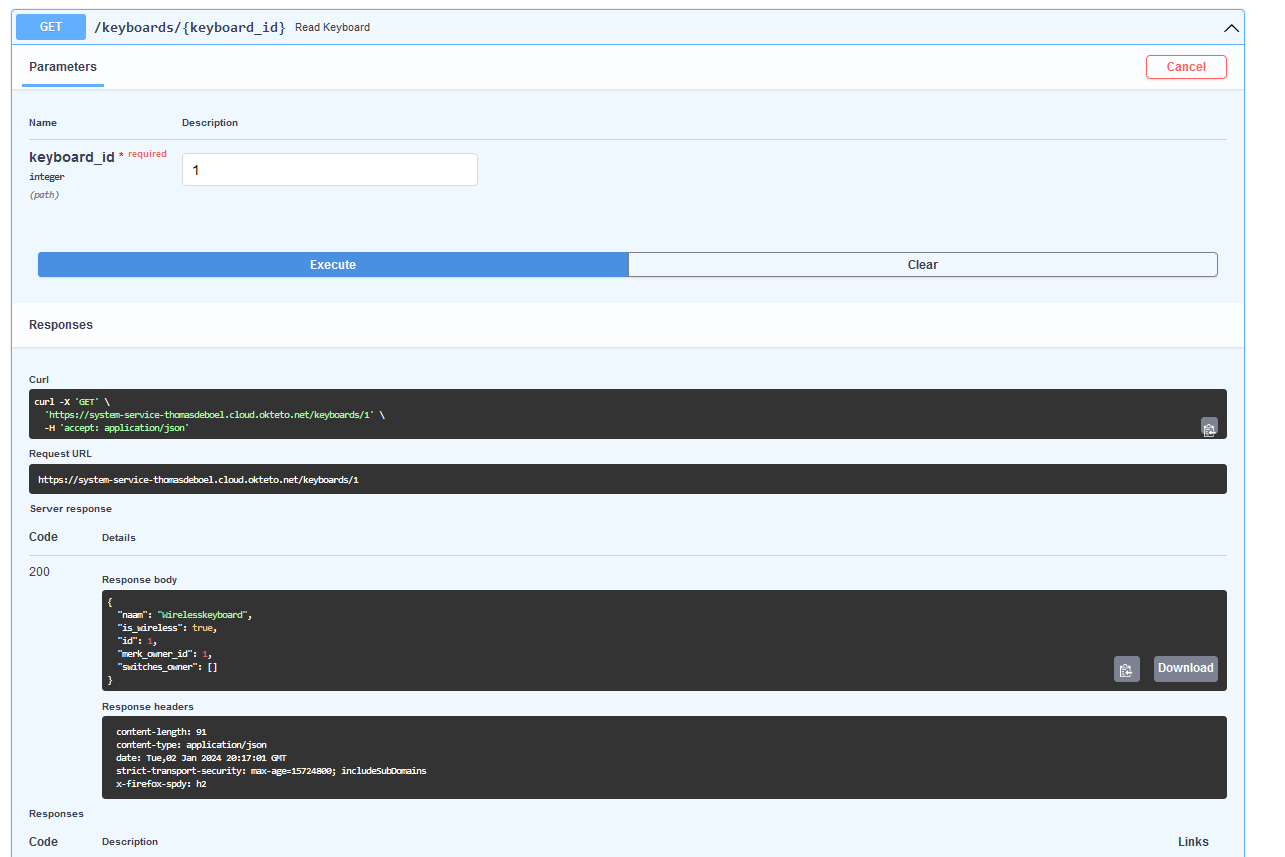 GET /keyboards/{keyboard_id} Read Keyboard
Parameters
Cancel
Name Description
keyboard_id * required
integer
(path)
1
Execute Clear
Responses
Curl
curl -X 'GET' \
'https://system-service-thomasdeboel.cloud.okteto.net/keyboards/1' \
-H 'accept: application/json'
Request URL
https://system-service-thomasdeboel.cloud.okteto.net/keyboards/1
Server response
Code Details
200
Response body
{
"naam": "Wirelesskeyboard",
"is_wireless": true,
"id": 1,
"merk_owner_id": 1,
"switches_owner": []
}
Download
Response headers
content-length: 91
content-type: application/json
date: Tue,02 Jan 2024 20:17:01 GMT
strict-transport-security: max-age=15724800; includeSubDomains
x-firefox-spdy: h2
Responses
Code Description Links